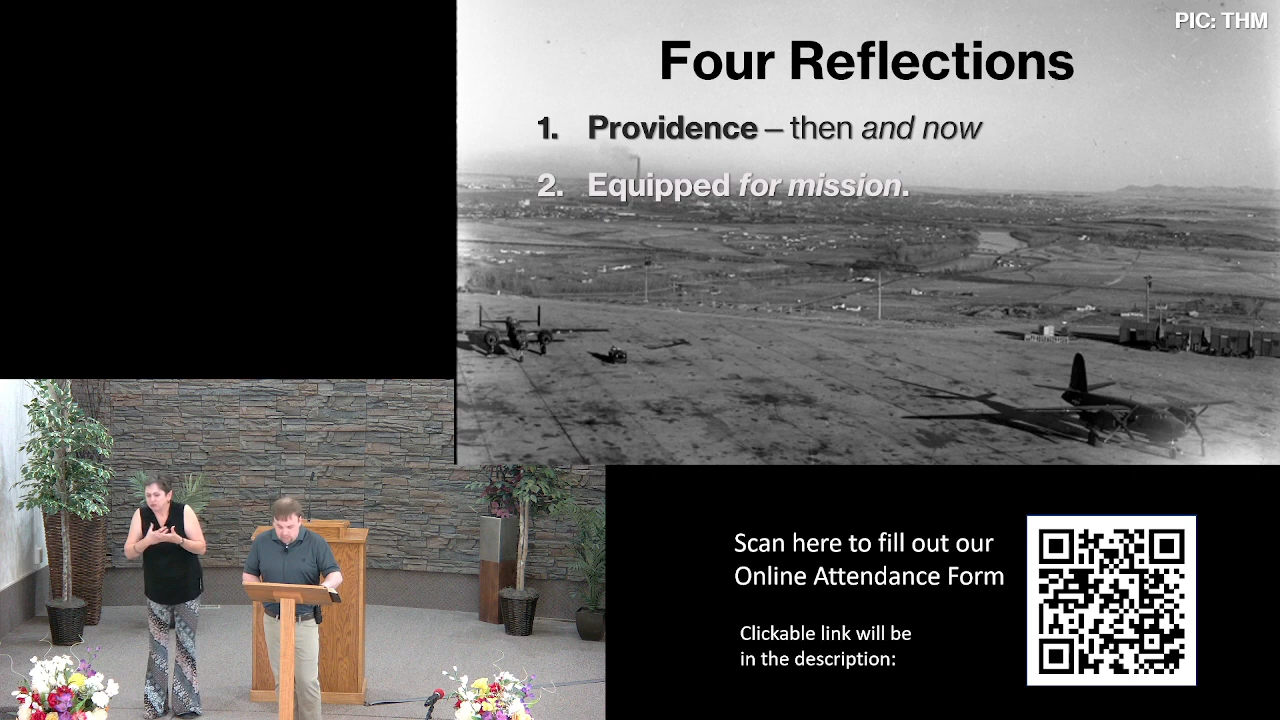 PIC: THM
Four Reflections
1. Providence – then and now
2. Equipped for mission.
Scan here to fill out our
Online Attendance Form
Clickable link will be
in the description: